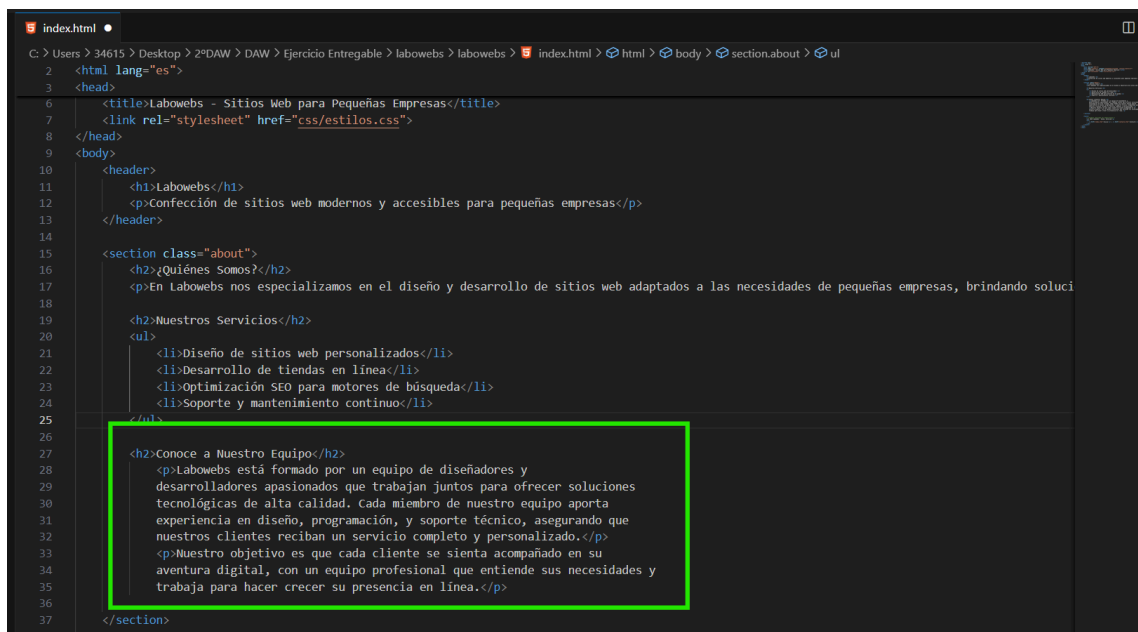 index.html
C: > Users > 34615 > Desktop > 2ºDAW > DAW > Ejercicio Entregable > labowebs > labowebs > index.html > html > body > section.about > ul
2 <html lang="es">
3 <head>
6 <title>Labowebs - Sitios Web para Pequeñas Empresas</title>
7 <link rel="stylesheet" href="css/estilos.css">
8 </head>
9 <body>
10 <header>
11 <h1>Labowebs</h1>
12 <p>Confección de sitios web modernos y accesibles para pequeñas empresas</p>
13 </header>
14
15 <section class="about">
16 <h2>¿Quiénes Somos?</h2>
17 <p>En Labowebs nos especializamos en el diseño y desarrollo de sitios web adaptados a las necesidades de pequeñas empresas, brindando soluci
18
19 <h2>Nuestros Servicios</h2>
20 <ul>
21 <li>Diseño de sitios web personalizados</li>
22 <li>Desarrollo de tiendas en línea</li>
23 <li>Optimización SEO para motores de búsqueda</li>
24 <li>Soporte y mantenimiento continuo</li>
25 </ul>
26
27 <h2>Conoce a Nuestro Equipo</h2>
28 <p>Labowebs está formado por un equipo de diseñadores y
29 desarrolladores apasionados que trabajan juntos para ofrecer soluciones
30 tecnológicas de alta calidad. Cada miembro de nuestro equipo aporta
31 experiencia en diseño, programación, y soporte técnico, asegurando que
32 nuestros clientes reciban un servicio completo y personalizado.</p>
33 <p>Nuestro objetivo es que cada cliente se sienta acompañado en su
34 aventura digital, con un equipo profesional que entiende sus necesidades y
35 trabaja para hacer crecer su presencia en línea.</p>
36
37 </section>